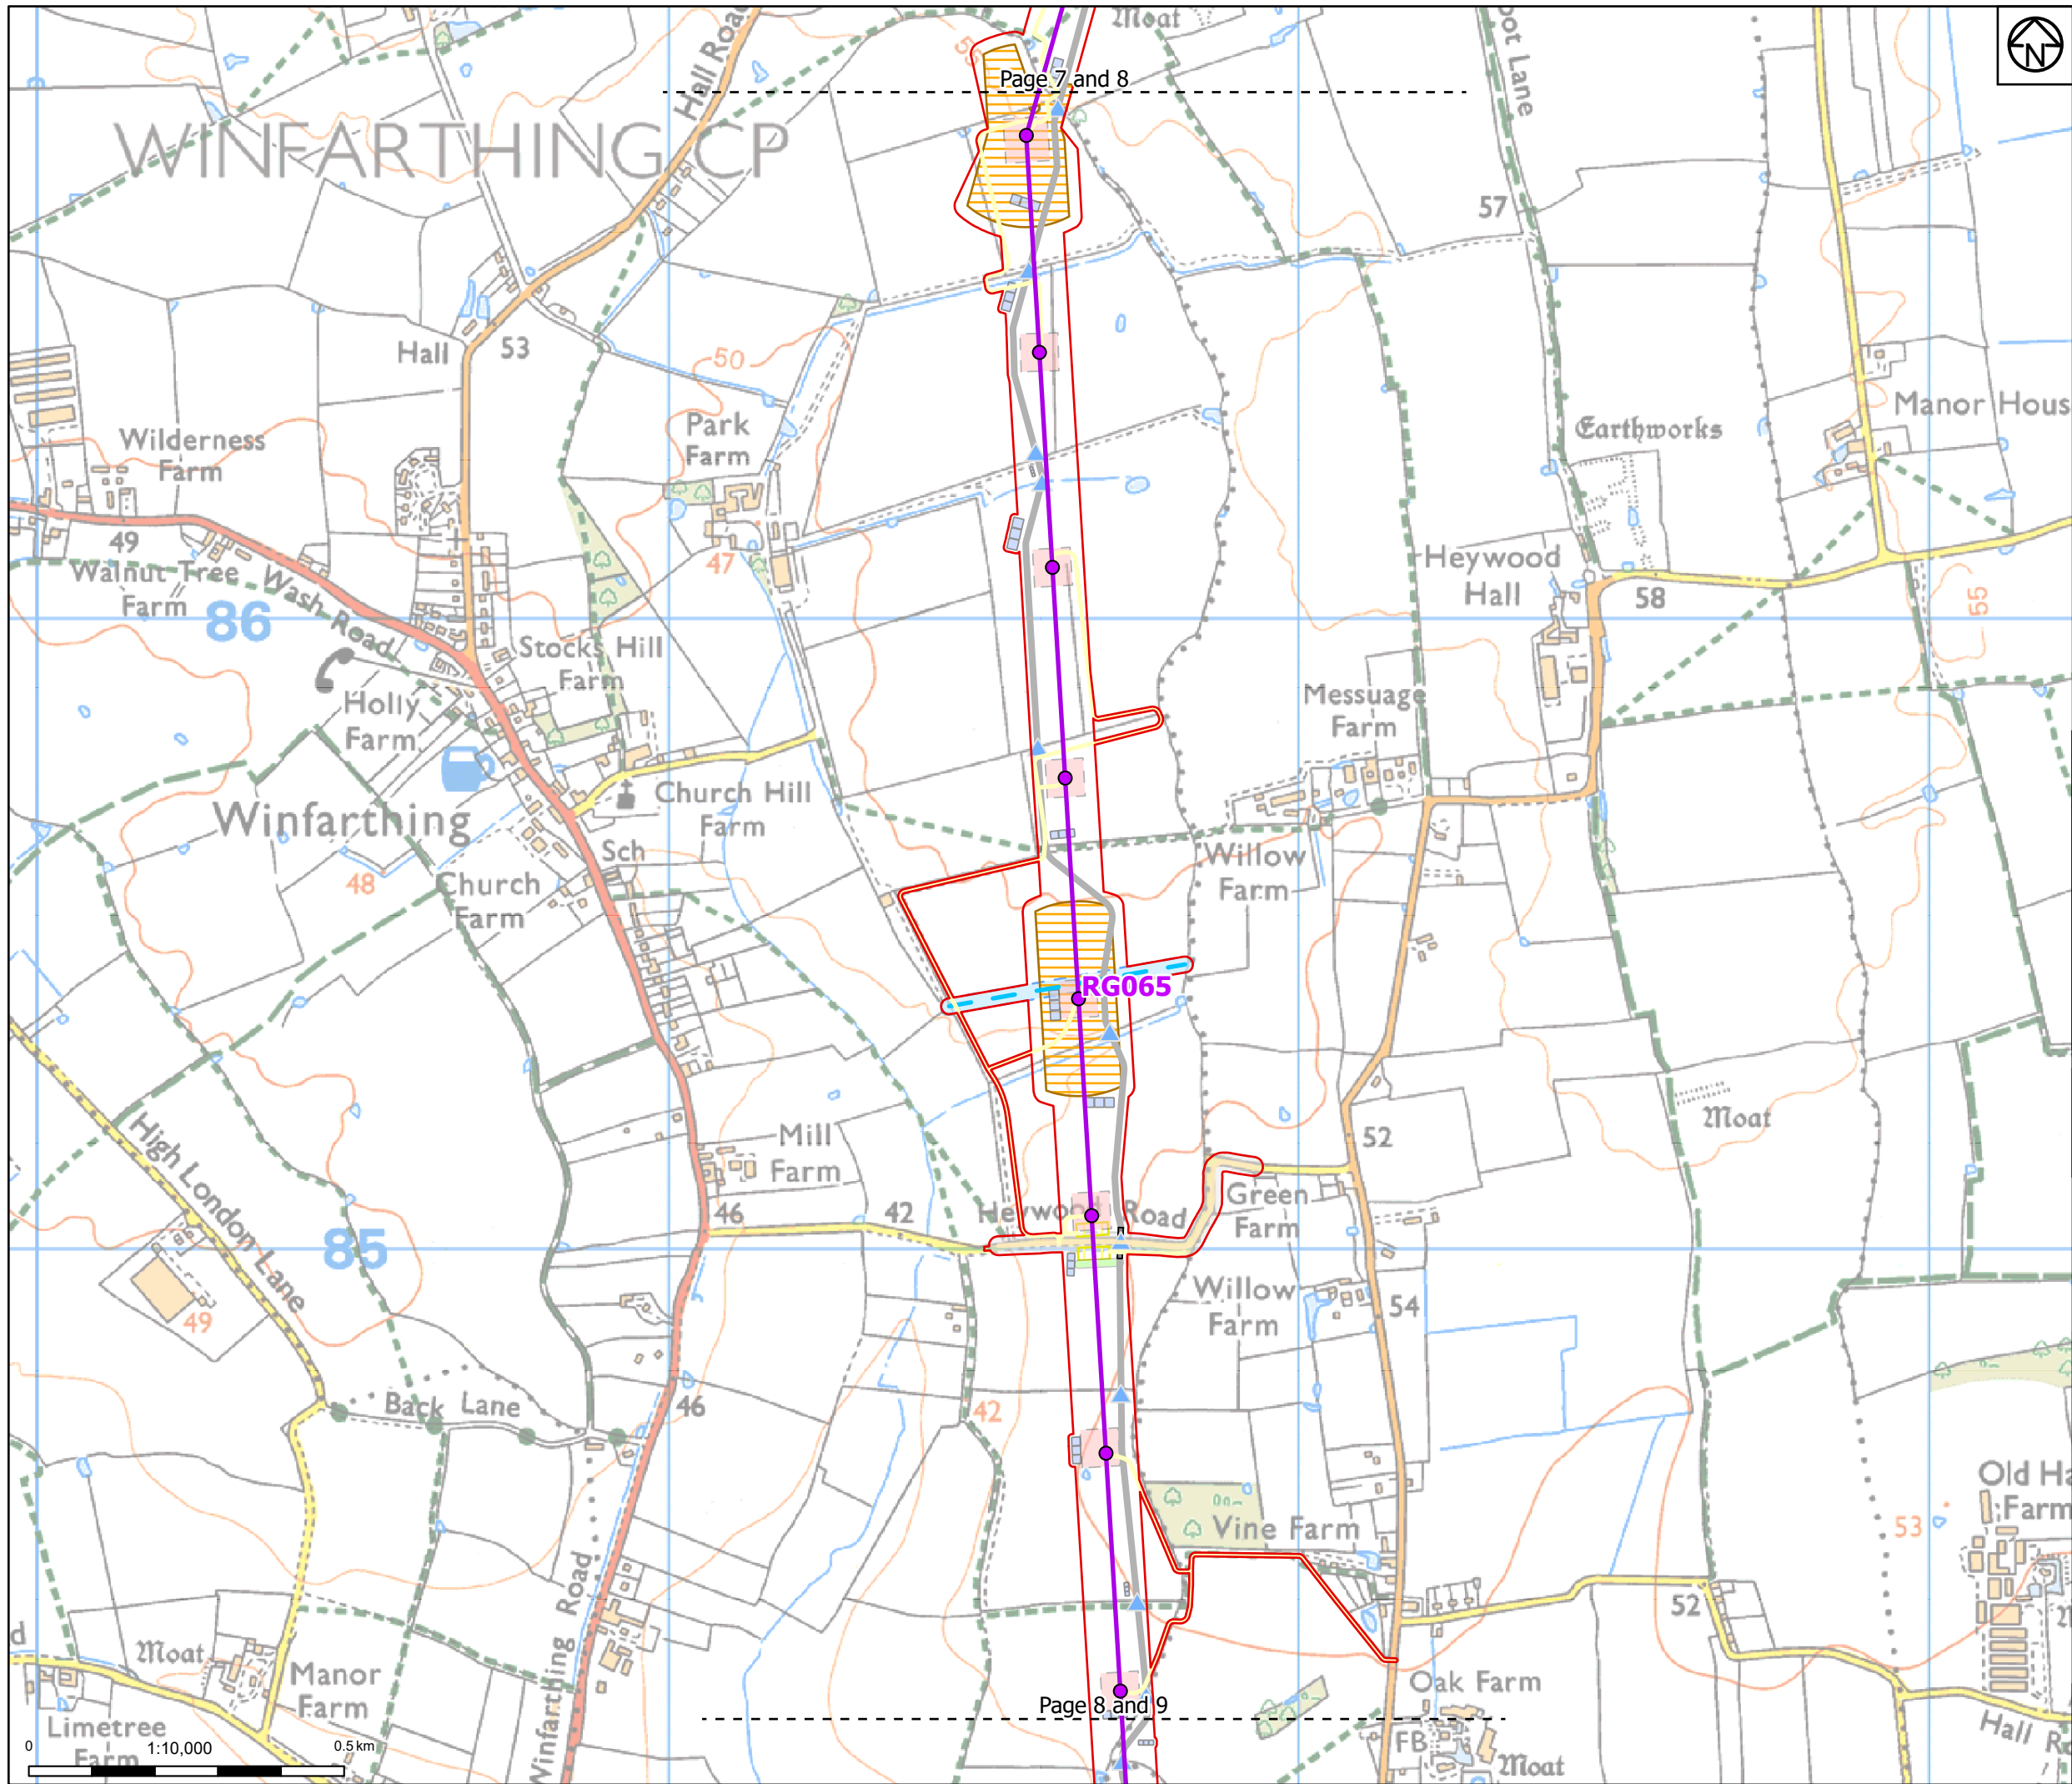 Moat
N
Page 7 and 8
Hall Road
WINFARTHING CP
57
Hall
53
50
Park
Farm
Manor Hous
Earthworks
Wilderness
Farm
49
47
Walnut Tree
Farm
Wash Road
Heywood
Hall
58
55
86
Stocks Hill
Farm
Holly
Farm
Messuage
Farm
Church Hill
Farm
Winfarthing
Sch
48
Church
Farm
Willow
Farm
RG065
High London Lane
Mill
Farm
Moat
52
46
42
Heywood Road
Green
Farm
85
49
Willow
Farm
54
Back Lane
46
42
Old Ha
Farm
Vine Farm
53
Winfarthing Road
52
Moat
Manor
Farm
Oak Farm
Page 8 and 9
Limetree
Farm
FB
Hall R
Moat
0
1:10,000
0.5 km